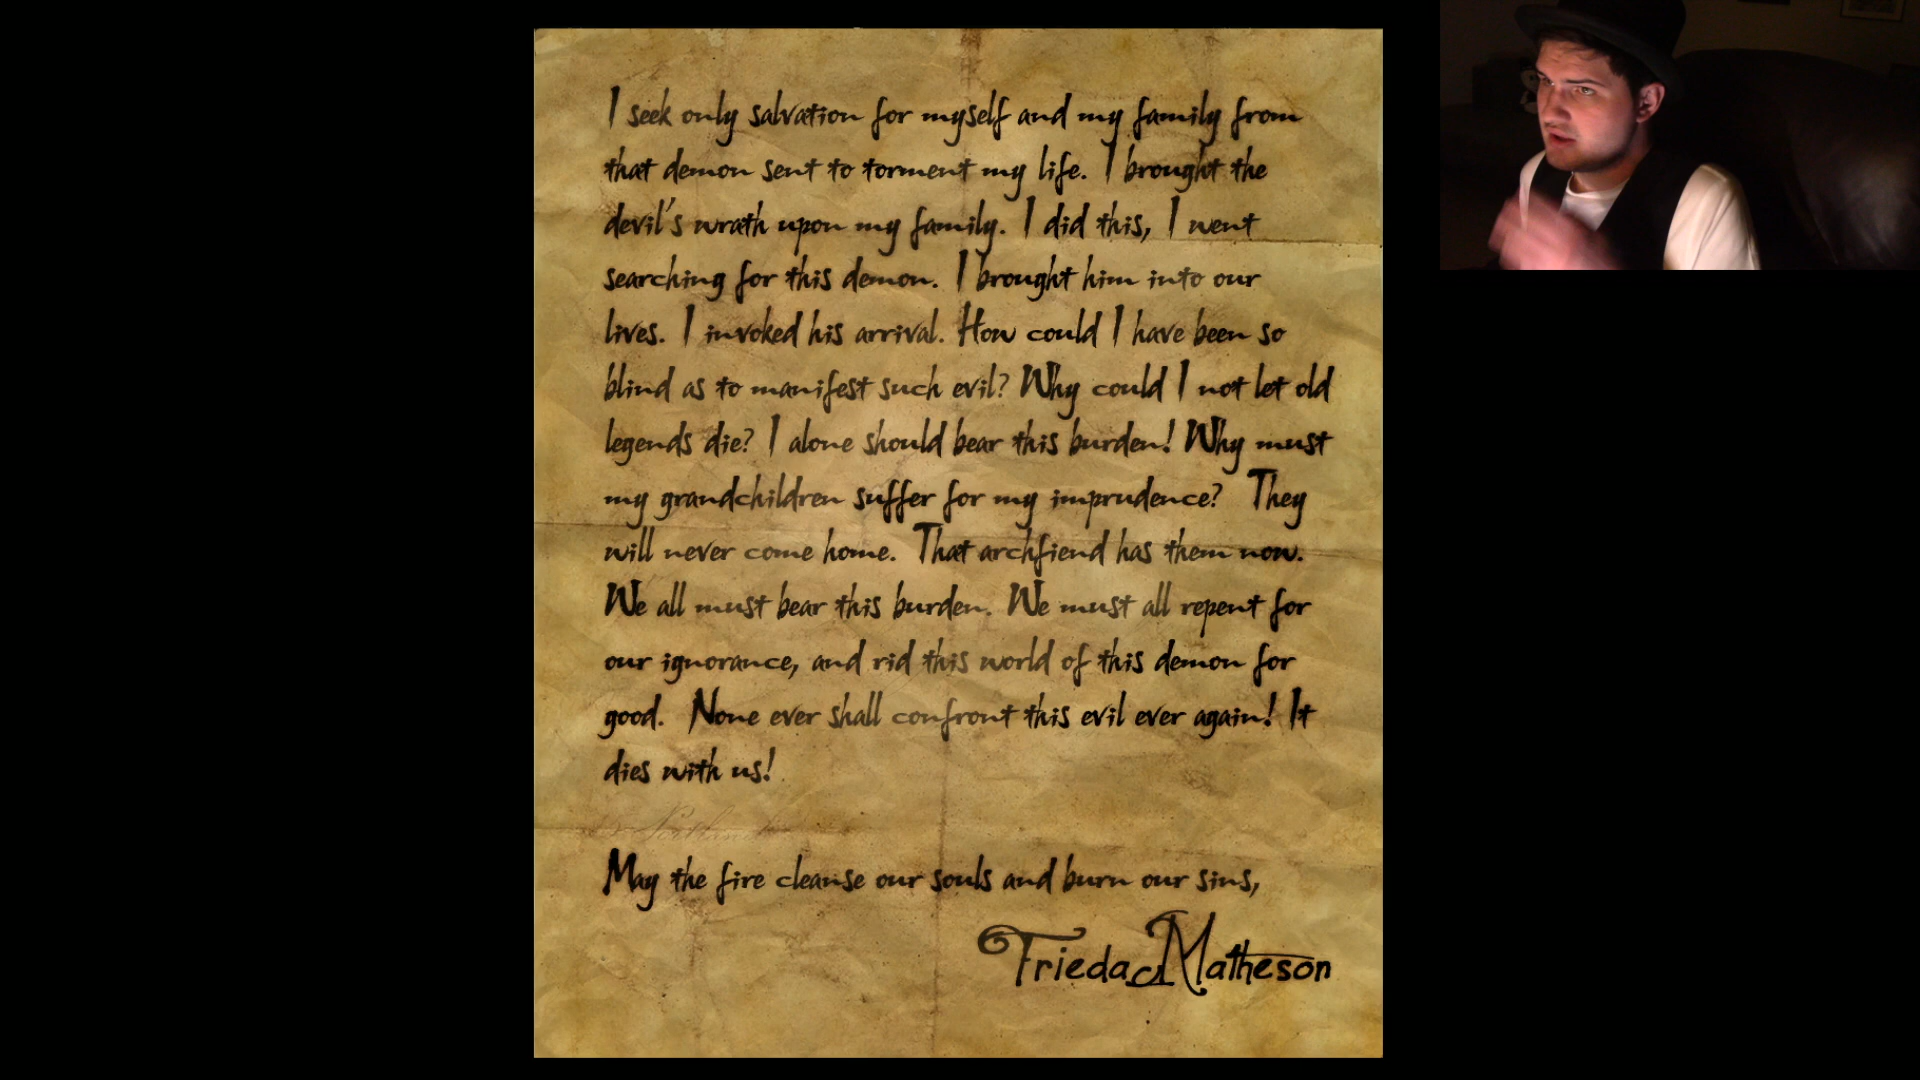 I seek only salvation for myself and my family from
that demon sent to torment my life. I brought the
devil's wrath upon my family. I did this, I went
searching for this demon. I brought him into our
lives. I invoked his arrival. How could I have been so
blind as to manifest such evil? Why could I not let old
legends die? I alone should bear this burden! Why must
my grandchildren suffer for my imprudence? They
will never come home. That archfiend has them now.
We all must bear this burden. We must all repent for
our ignorance, and rid this world of this demon for
good. None ever shall confront this evil ever again! It
dies with us!
May the fire cleanse our souls and burn our sins,
Frieda Matheson